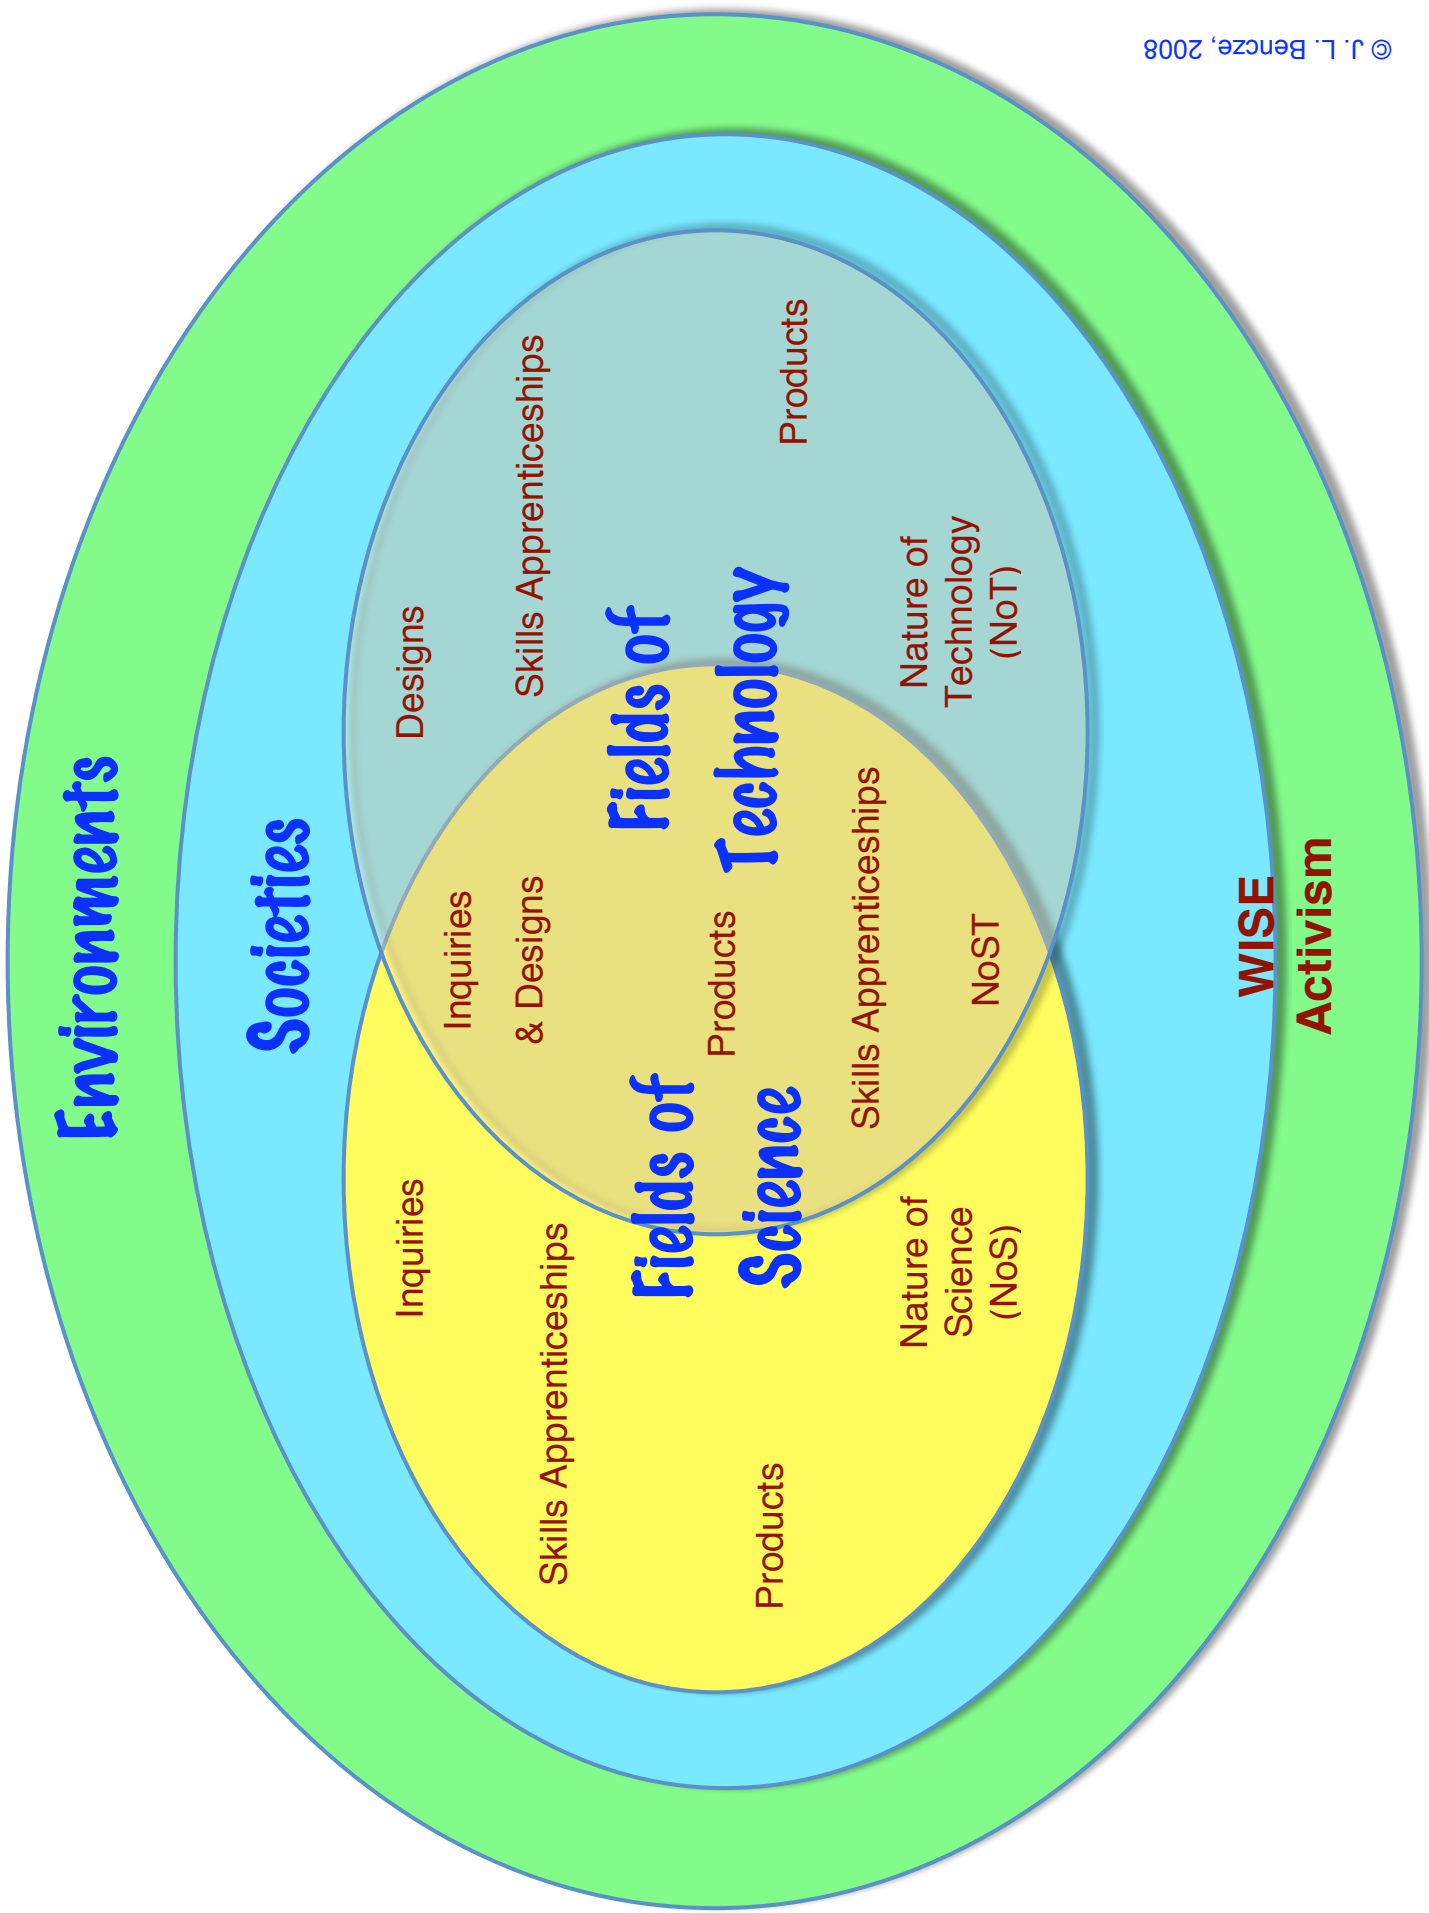 Environments
Societies
Inquiries
Skills Apprenticeships
Products
Fields of
Science
Nature of
Science
(NoS)
Inquiries
& Designs
Products
Skills Apprenticeships
NoST
Designs
Skills Apprenticeships
Fields of
Technology
Products
Nature of
Technology
(NoT)
WISE
Activism
© J. L. Bencze, 2008